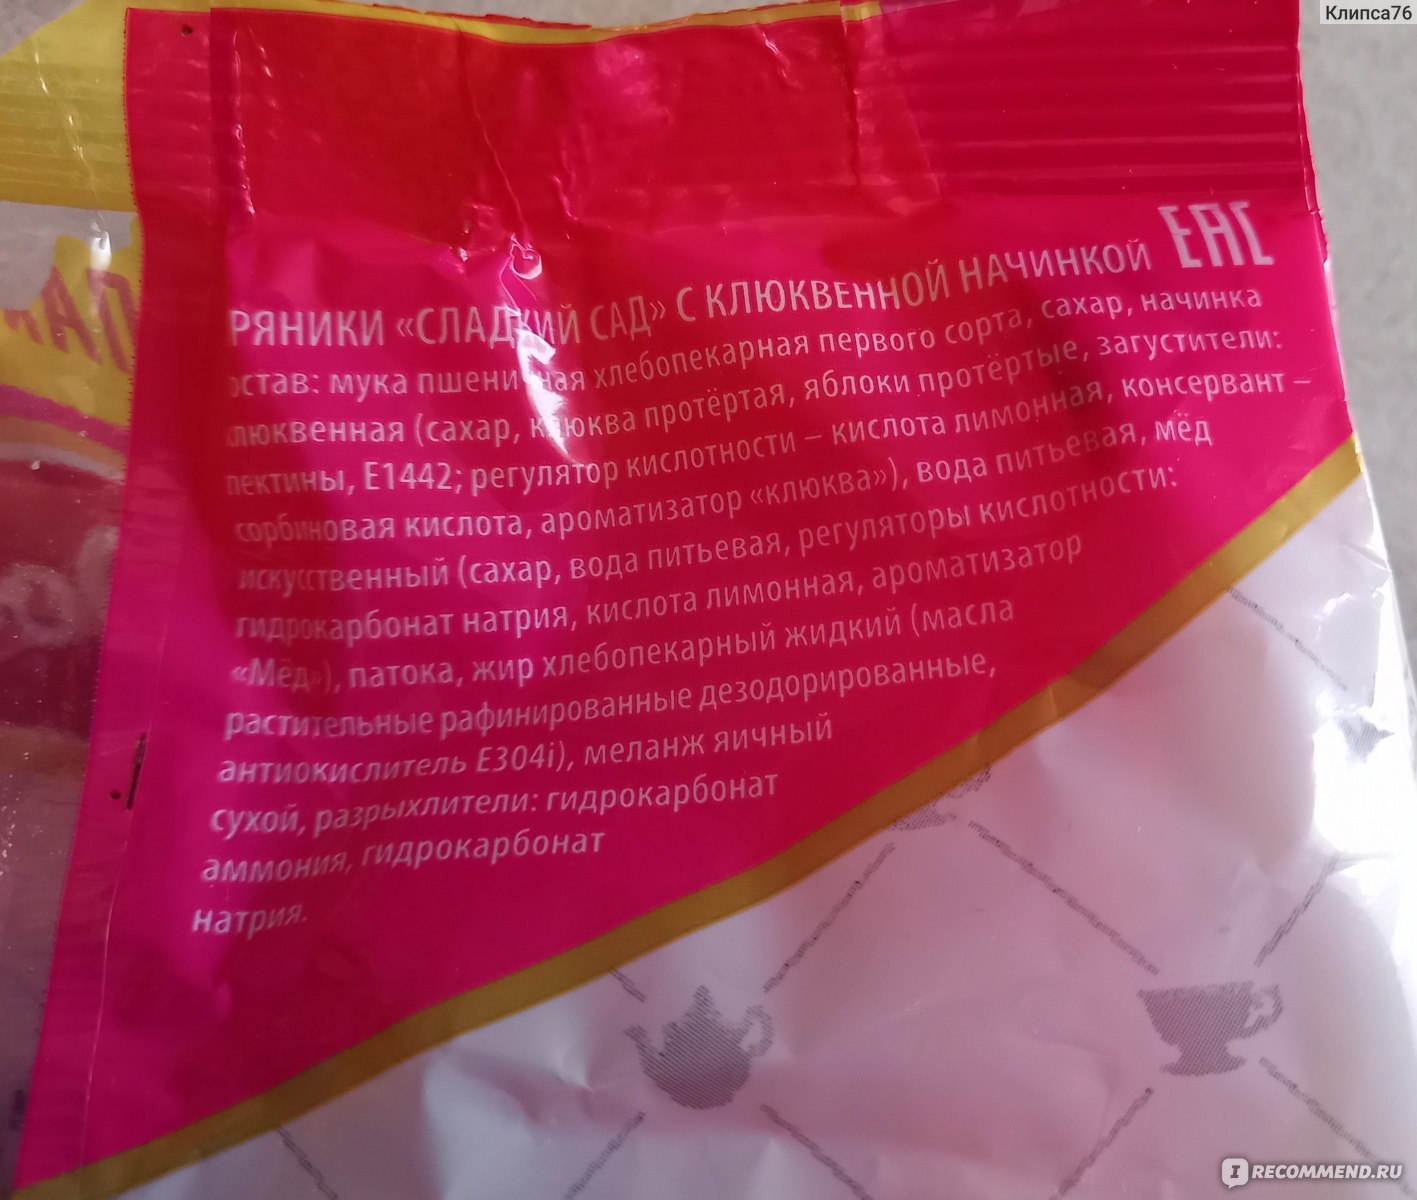 Клипса76
РЯНИКИ «СЛАДКИЙ САД» С КЛЮКВЕННОЙ НАЧИНКОЙ EAC
остав: мука пшеничная хлебопекарная первого сорта, сахар, начинка
клюквенная (сахар, клюква протёртая, яблоки протёртые, загустители:
пектины, Е1442; регулятор кислотности – кислота лимонная, консервант –
сорбиновая кислота, ароматизатор «клюква»), вода питьевая, мёд
искусственный (сахар, вода питьевая, регуляторы кислотности:
гидрокарбонат натрия, кислота лимонная, ароматизатор
«Мёд»), патока, жир хлебопекарный жидкий (масла
растительные рафинированные дезодорированные,
антиокислитель Е304i), меланж яичный
сухой, разрыхлители: гидрокарбонат
аммония, гидрокарбонат
натрия.
IRECOMMEND.RU